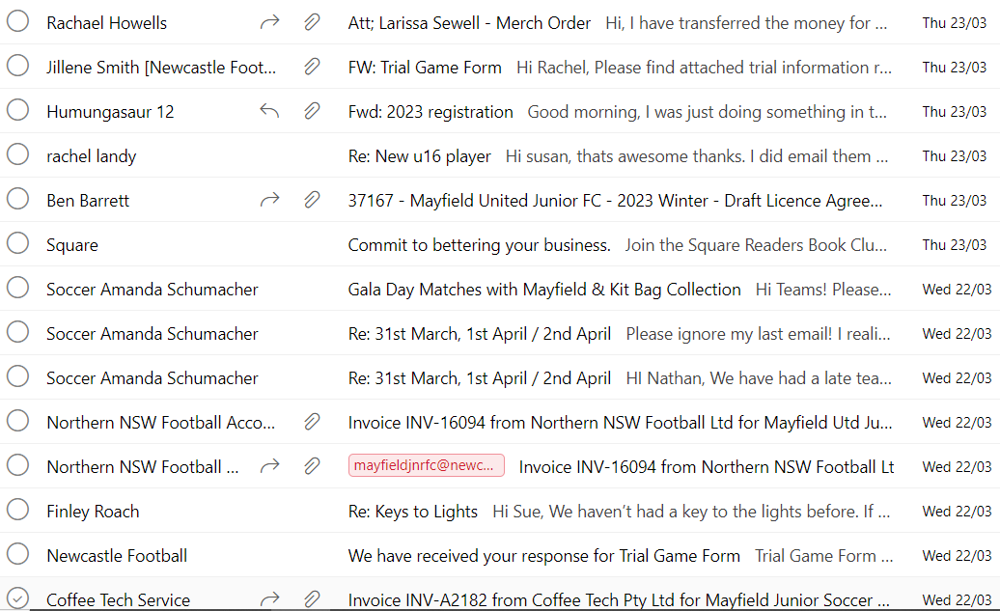 Rachael Howells Att; Larissa Sewell - Merch Order Hi, I have transferred the money for ... Thu 23/03
Jillene Smith [Newcastle Foot... FW: Trial Game Form Hi Rachel, Please find attached trial information r... Thu 23/03
Humungasaur 12 Fwd: 2023 registration Good morning, I was just doing something in t... Thu 23/03
rachel landy Re: New u16 player Hi susan, thats awesome thanks. I did email them ... Thu 23/03
Ben Barrett 37167 - Mayfield United Junior FC - 2023 Winter - Draft Licence Agree... Thu 23/03
Square Commit to bettering your business. Join the Square Readers Book Clu... Thu 23/03
Soccer Amanda Schumacher Gala Day Matches with Mayfield & Kit Bag Collection Hi Teams! Please... Wed 22/03
Soccer Amanda Schumacher Re: 31st March, 1st April / 2nd April Please ignore my last email! I reali... Wed 22/03
Soccer Amanda Schumacher Re: 31st March, 1st April / 2nd April HI Nathan, We have had a late tea... Wed 22/03
Northern NSW Football Acco... Invoice INV-16094 from Northern NSW Football Ltd for Mayfield Utd Ju... Wed 22/03
Northern NSW Football ... mayfieldjnrfc@newc... Invoice INV-16094 from Northern NSW Football Lt Wed 22/03
Finley Roach Re: Keys to Lights Hi Sue, We haven't had a key to the lights before. If ... Wed 22/03
Newcastle Football We have received your response for Trial Game Form Trial Game Form ... Wed 22/03
Coffee Tech Service Invoice INV-A2182 from Coffee Tech Pty Ltd for Mayfield Junior Soccer ... Wed 22/03